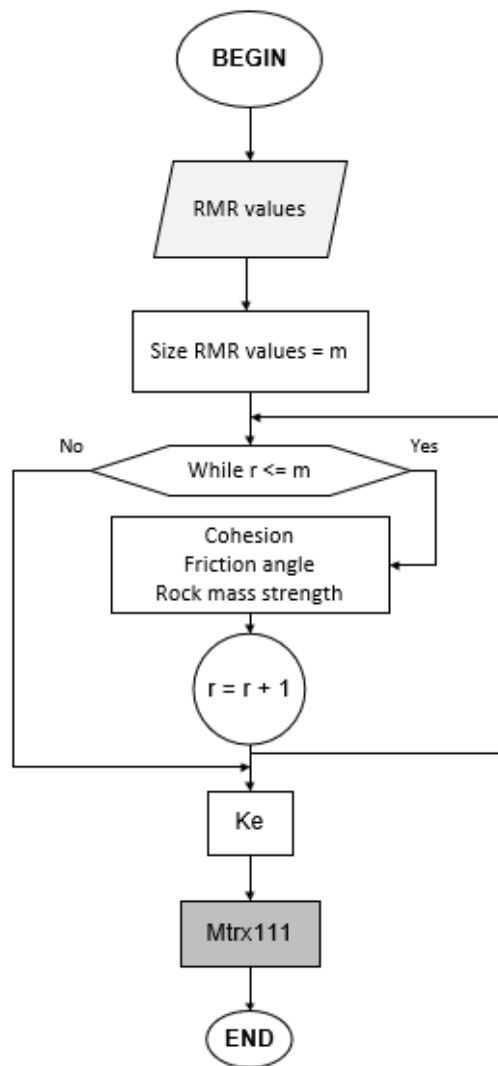 BEGIN
RMR values
Size RMR values = m
No
Yes
While r <= m
Cohesion
Friction angle
Rock mass strength
r = r + 1
Ke
Mtrx111
END